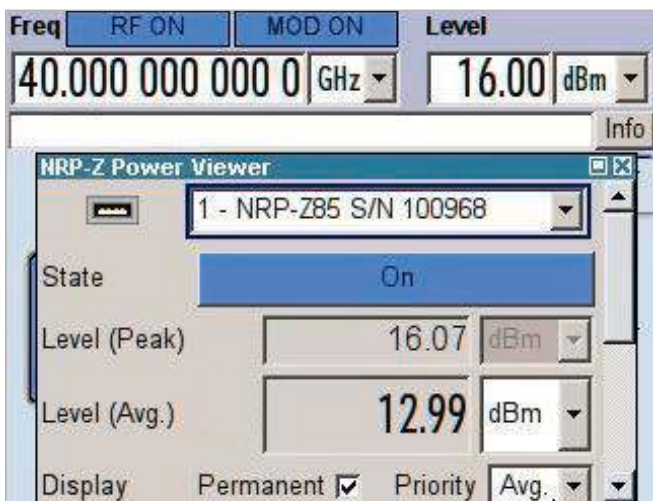 Freq RF ON MOD ON Level
40.000 000 000 0 GHz 16.00 dBm
Info
NRP-Z Power Viewer
1 - NRP-Z85 S/N 100968
State On
Level (Peak) 16.07 dBm
Level (Avg.) 12.99 dBm
Display Permanent Priority Avg.